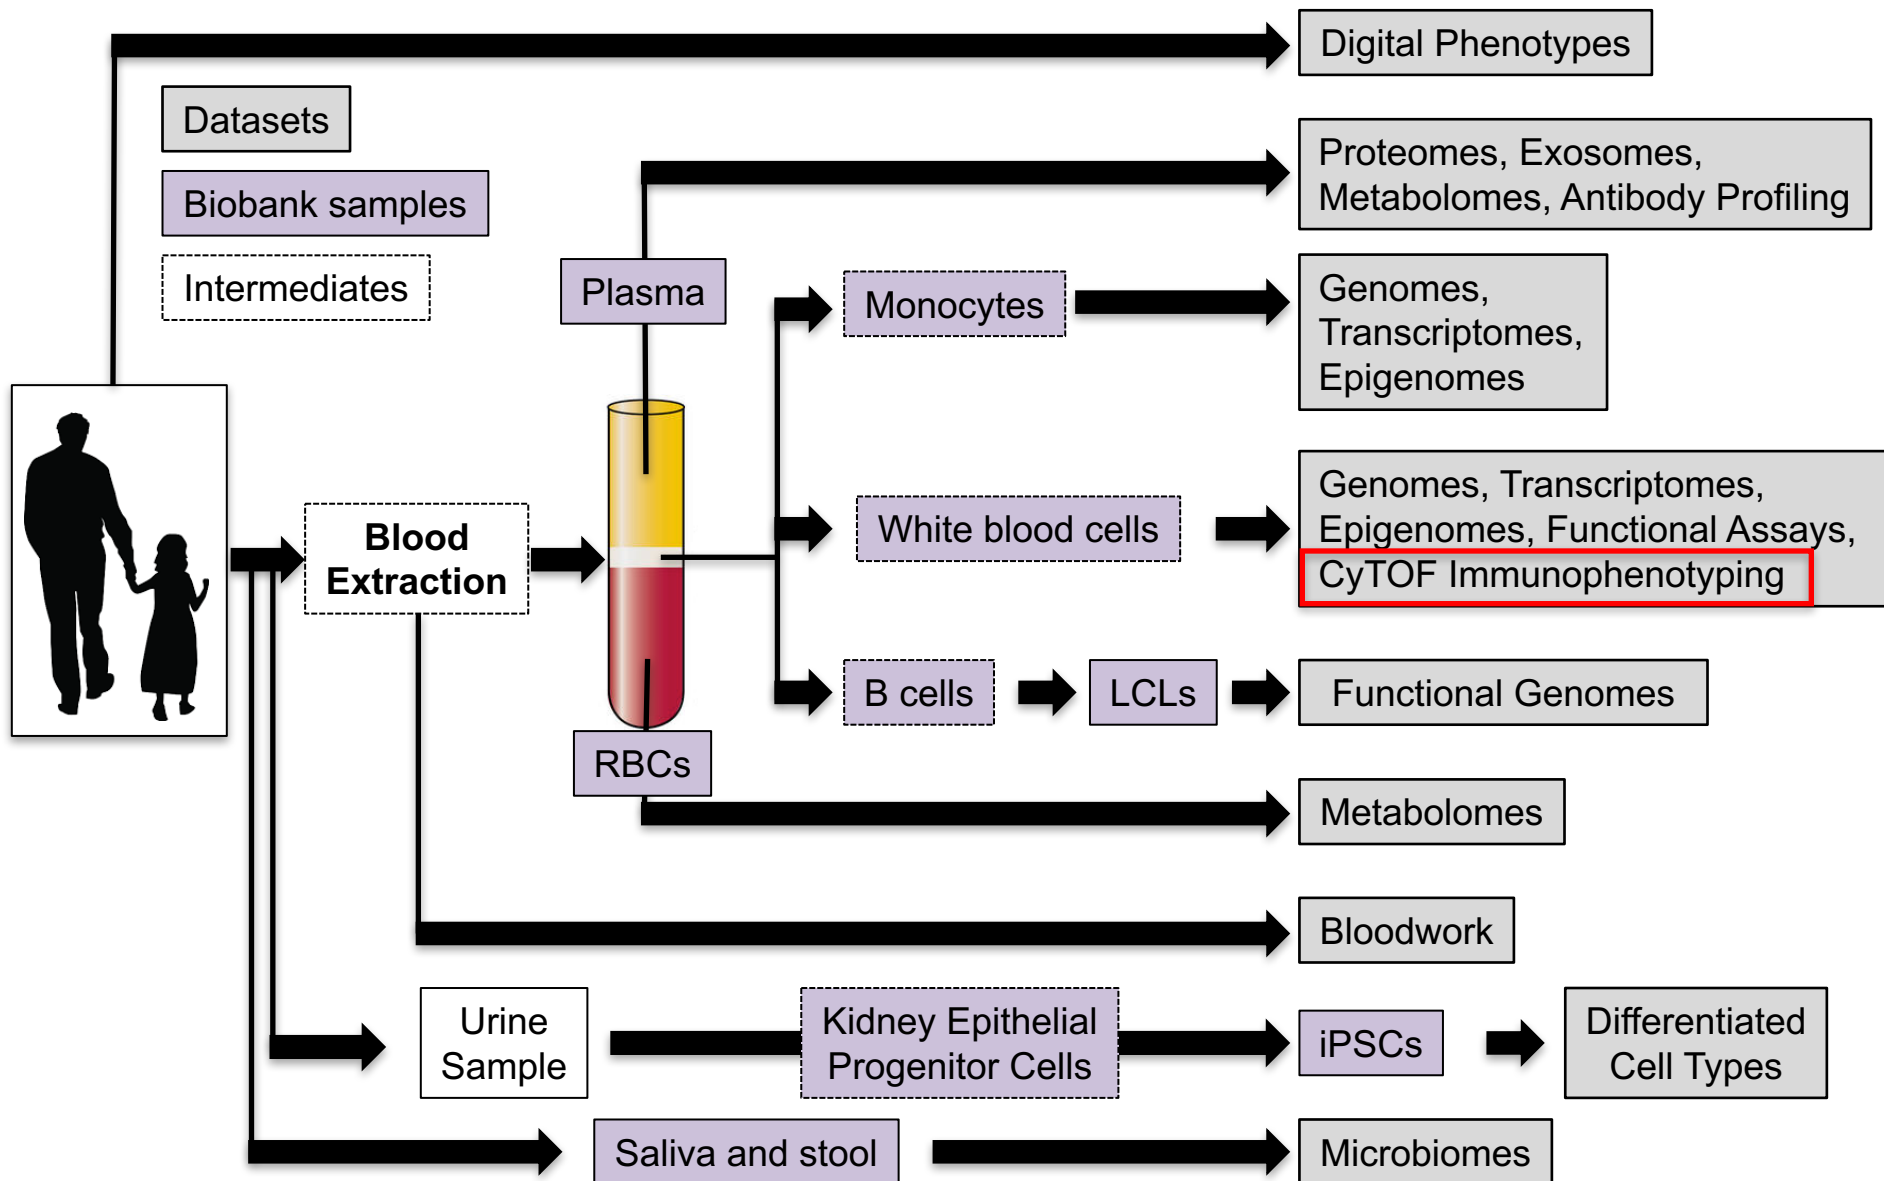 Digital Phenotypes
Datasets
Biobank samples
Intermediates
Proteomes, Exosomes,
Metabolomes, Antibody Profiling
Plasma
Monocytes
Genomes,
Transcriptomes,
Epigenomes
Blood
Extraction
White blood cells
Genomes, Transcriptomes,
Epigenomes, Functional Assays,
CyTOF Immunophenotyping
B cells
LCLs
Functional Genomes
RBCs
Metabolomes
Bloodwork
Urine
Sample
Kidney Epithelial
Progenitor Cells
iPSCs
Differentiated
Cell Types
Saliva and stool
Microbiomes